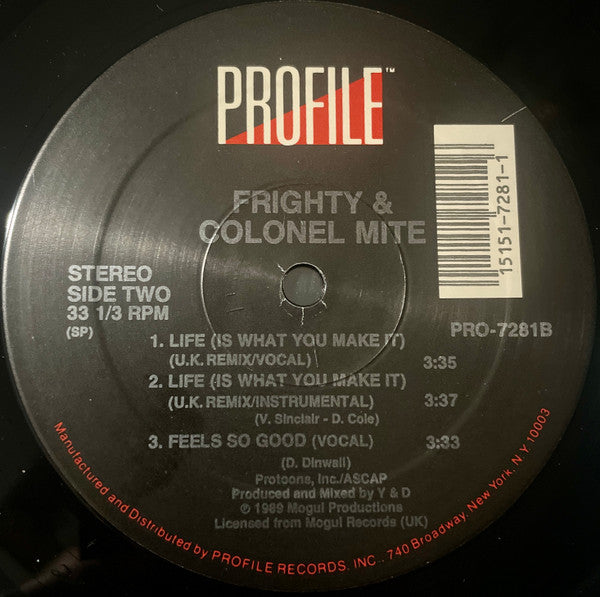 PROFILE™
FRIGHTY &
COLONEL MITE
15151-7281-1
STEREO
SIDE TWO
33 1/3 RPM
(SP)
PRO-7281B
1. LIFE (IS WHAT YOU MAKE IT)
(U.K. REMIX/VOCAL) 3:35
2. LIFE (IS WHAT YOU MAKE IT)
(U.K. REMIX/INSTRUMENTAL) 3:37
(V. Sinclair - D. Cole)
3. FEELS SO GOOD (VOCAL) 3:33
(D. Dinwall)
Protoons, Inc./ASCAP
Produced and Mixed by Y & D
℗ 1989 Mogul Productions
Licensed from Mogul Records (UK)
Manufactured and Distributed by PROFILE RECORDS, INC., 740 Broadway, New York, N.Y. 10003